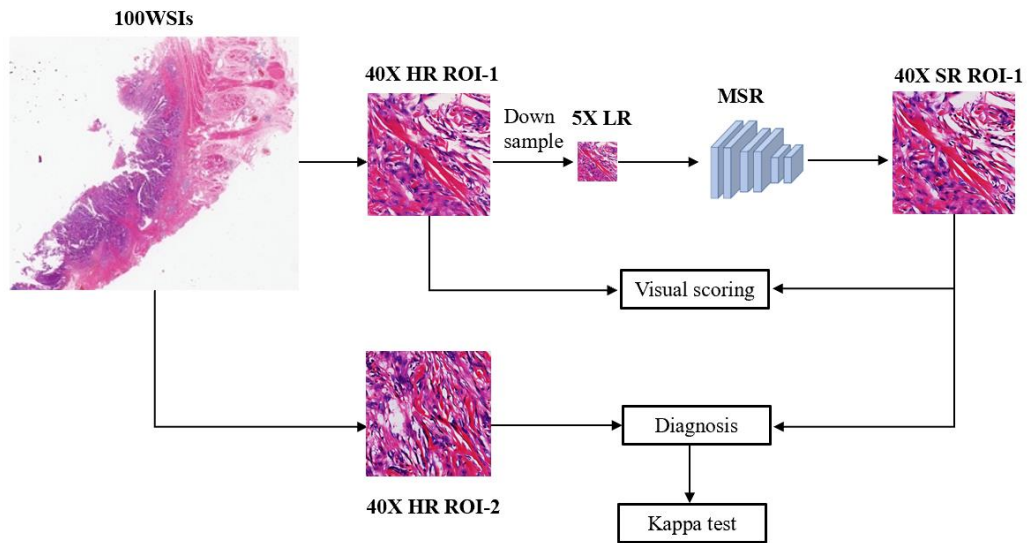 100WSIs
40X HR ROI-1
Down
sample
5X LR
MSR
40X SR ROI-1
Visual scoring
Diagnosis
40X HR ROI-2
Kappa test